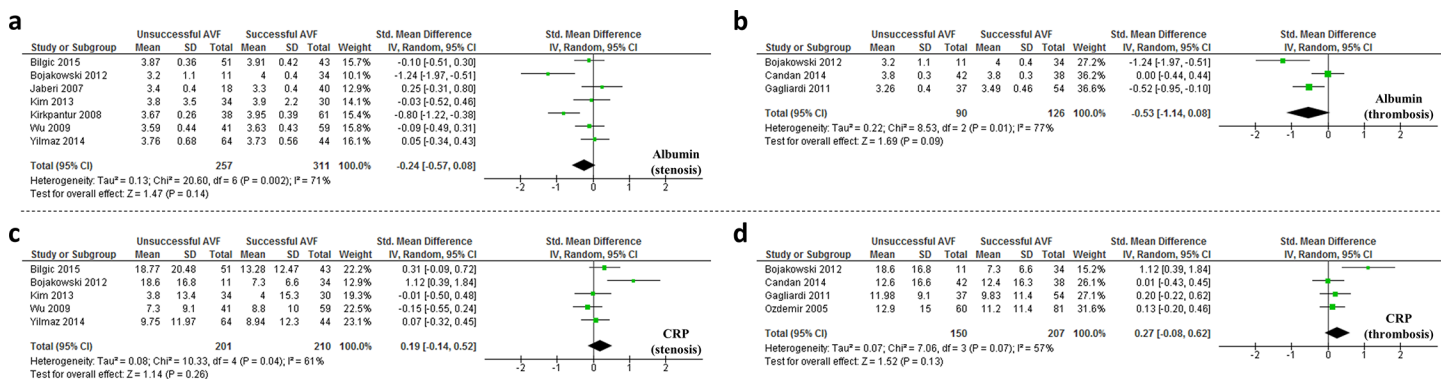 a
Unsuccessful AVF Successful AVF Std. Mean Difference Std. Mean Difference
Study or Subgroup Mean SD Total Mean SD Total Weight IV, Random, 95% CI IV, Random, 95% CI
Bilgic 2015 3.87 0.36 51 3.91 0.42 43 15.7% -0.10 [-0.51, 0.30]
Bojakowski 2012 3.2 1.1 11 4 0.4 34 10.1% -1.24 [-1.97, -0.51]
Jaberi 2007 3.4 0.4 18 3.3 0.4 40 12.9% 0.25 [-0.31, 0.80]
Kim 2013 3.8 3.5 34 3.9 2.2 30 14.2% -0.03 [-0.52, 0.46]
Kirkpantur 2008 3.67 0.26 38 3.95 0.39 61 15.4% -0.80 [-1.22, -0.38]
Wu 2009 3.59 0.44 41 3.63 0.43 59 15.8% -0.09 [-0.49, 0.31]
Yilmaz 2014 3.76 0.68 64 3.73 0.56 44 16.1% 0.05 [-0.34, 0.43]
Total (95% CI) 257 311 100.0% -0.24 [-0.57, 0.08]
Heterogeneity: Tau² = 0.13; Chi² = 20.60, df = 6 (P = 0.002); I² = 71%
Test for overall effect: Z = 1.47 (P = 0.14)
Albumin
(stenosis)
-2 -1 0 1 2
b
Unsuccessful AVF Successful AVF Std. Mean Difference Std. Mean Difference
Study or Subgroup Mean SD Total Mean SD Total Weight IV, Random, 95% CI IV, Random, 95% CI
Bojakowski 2012 3.2 1.1 11 4 0.4 34 27.2% -1.24 [-1.97, -0.51]
Candan 2014 3.8 0.3 42 3.8 0.3 38 36.2% 0.00 [-0.44, 0.44]
Gagliardi 2011 3.26 0.4 37 3.49 0.46 54 36.6% -0.52 [-0.95, -0.10]
Total (95% CI) 90 126 100.0% -0.53 [-1.14, 0.08]
Heterogeneity: Tau² = 0.22; Chi² = 8.53, df = 2 (P = 0.01); I² = 77%
Test for overall effect: Z = 1.69 (P = 0.09)
Albumin
(thrombosis)
-2 -1 0 1 2
c
Unsuccessful AVF Successful AVF Std. Mean Difference Std. Mean Difference
Study or Subgroup Mean SD Total Mean SD Total Weight IV, Random, 95% CI IV, Random, 95% CI
Bilgic 2015 18.77 20.48 51 13.28 12.47 43 22.2% 0.31 [-0.09, 0.72]
Bojakowski 2012 18.6 16.8 11 7.3 6.6 34 12.9% 1.12 [0.39, 1.84]
Kim 2013 3.8 13.4 34 4 15.3 30 19.3% -0.01 [-0.50, 0.48]
Wu 2009 7.3 9.1 41 8.8 10 59 22.5% -0.15 [-0.55, 0.24]
Yilmaz 2014 9.75 11.97 64 8.94 12.3 44 23.1% 0.07 [-0.32, 0.45]
Total (95% CI) 201 210 100.0% 0.19 [-0.14, 0.52]
Heterogeneity: Tau² = 0.08; Chi² = 10.33, df = 4 (P = 0.04); I² = 61%
Test for overall effect: Z = 1.14 (P = 0.26)
CRP
(stenosis)
-2 -1 0 1 2
d
Unsuccessful AVF Successful AVF Std. Mean Difference Std. Mean Difference
Study or Subgroup Mean SD Total Mean SD Total Weight IV, Random, 95% CI IV, Random, 95% CI
Bojakowski 2012 18.6 16.8 11 7.3 6.6 34 15.2% 1.12 [0.39, 1.84]
Candan 2014 12.6 16.6 42 12.4 16.3 38 26.1% 0.01 [-0.43, 0.45]
Gagliardi 2011 11.98 9.1 37 9.83 11.4 54 27.1% 0.20 [-0.22, 0.62]
Ozdemir 2005 12.9 15 60 11.2 11.4 81 31.6% 0.13 [-0.20, 0.46]
Total (95% CI) 150 207 100.0% 0.27 [-0.08, 0.62]
Heterogeneity: Tau² = 0.07; Chi² = 7.06, df = 3 (P = 0.07); I² = 57%
Test for overall effect: Z = 1.52 (P = 0.13)
CRP
(thrombosis)
-2 -1 0 1 2